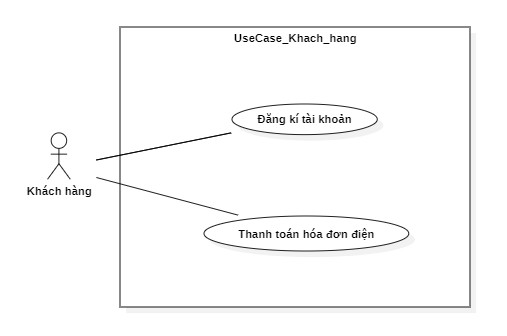 UseCase_Khach_hang
Đăng kí tài khoản
Khách hàng
Thanh toán hóa đơn điện